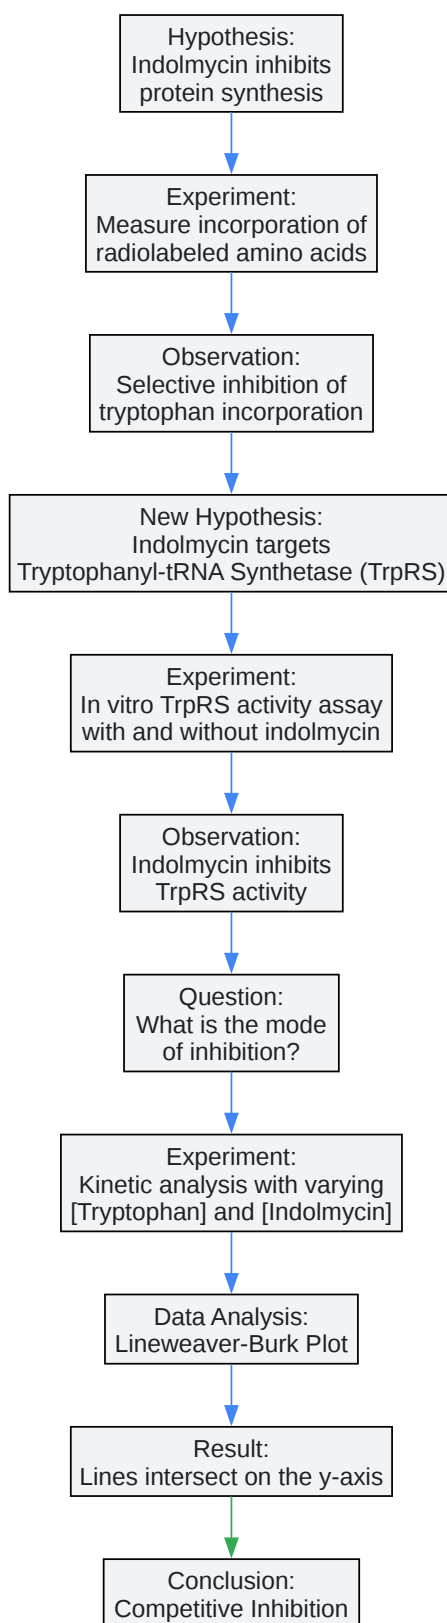 Hypothesis:
Indolmycin inhibits
protein synthesis
Experiment:
Measure incorporation of
radiolabeled amino acids
Observation:
Selective inhibition of
tryptophan incorporation
New Hypothesis:
Indolmycin targets
Tryptophanyl-tRNA Synthetase (TrpRS)
Experiment:
In vitro TrpRS activity assay
with and without indolmycin
Observation:
Indolmycin inhibits
TrpRS activity
Question:
What is the mode
of inhibition?
Experiment:
Kinetic analysis with varying
[Tryptophan] and [Indolmycin]
Data Analysis:
Lineweaver-Burk Plot
Result:
Lines intersect on the y-axis
Conclusion:
Competitive Inhibition